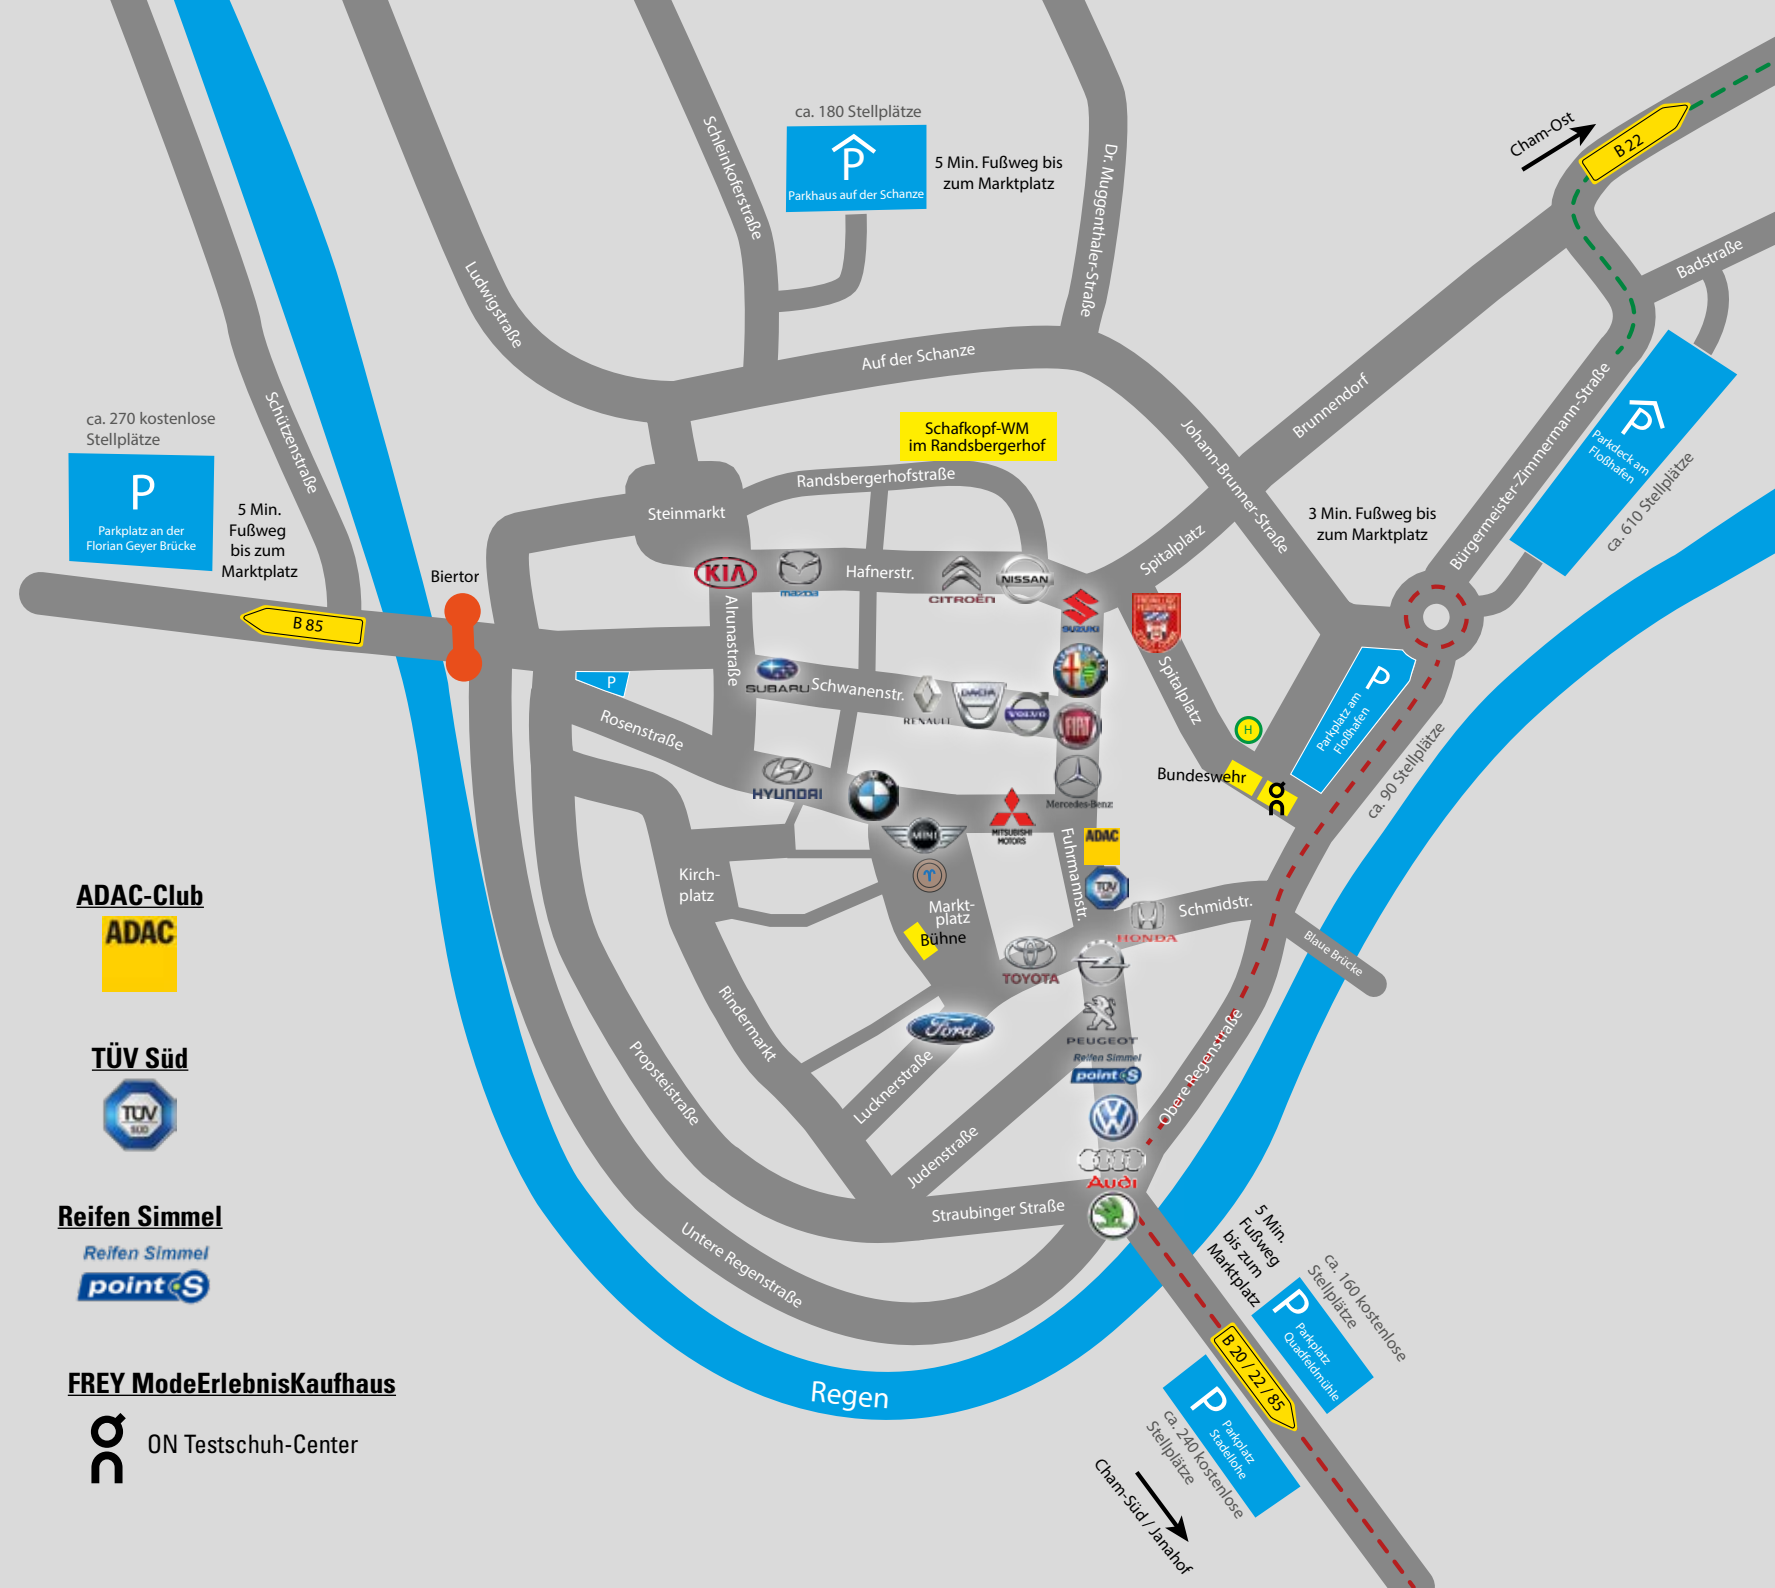 ca. 180 Stellplätze
P
Parkhaus auf der Schanze
5 Min. Fußweg bis
zum Marktplatz
Schleinkoferstraße
Dr. Muggenthaler-Straße
Cham-Ost
B 22
Badstraße
Ludwigstraße
Auf der Schanze
Brunnendorf
Johann-Brunner-Straße
Bürgermeister-Zimmermann-Straße
P
Parkdeck am
Floßhafen
ca. 610 Stellplätze
Schützenstraße
ca. 270 kostenlose
Stellplätze
P
Parkplatz an der
Florian Geyer Brücke
5 Min.
Fußweg
bis zum
Marktplatz
Schafkopf-WM
im Randsbergerhof
Randsbergerhofstraße
Steinmarkt
3 Min. Fußweg bis
zum Marktplatz
Spitalplatz
Biertor
B 85
KIA
mazda
Hafnerstr.
CITROËN
NISSAN
SUZUKI
Alrunastraße
SUBARU
Schwanenstr.
RENAULT
DACIA
VOLVO
FIAT
Spitalplatz
P
Parkplatz am
Floßhafen
ca. 90 Stellplätze
H
P
Rosenstraße
HYUNDAI
BMW
Mercedes-Benz
Bundeswehr
on
MITSUBISHI
MOTORS
MINI
Fuhrmannstr.
ADAC
TÜV
Kirch-
platz
Markt-
platz
Bühne
HONDA
Schmidstr.
Blaue Brücke
TOYOTA
Ford
PEUGEOT
Reifen Simmel
point S
Rindermarkt
Propsteistraße
Lucknerstraße
Judenstraße
Obere Regenstraße
Audi
Straubinger Straße
Untere Regenstraße
Regen
5 Min.
Fußweg
bis zum
Marktplatz
ca. 160 kostenlose
Stellplätze
P
Parkplatz
Quadfeldmühle
B 20 / 22 / 85
P
Parkplatz
Stadellohe
ca. 240 kostenlose
Stellplätze
Cham-Süd / Janahof
ADAC-Club
ADAC
TÜV Süd
TÜV
SÜD
Reifen Simmel
Reifen Simmel
point S
FREY ModeErlebnisKaufhaus
on
ON Testschuh-Center